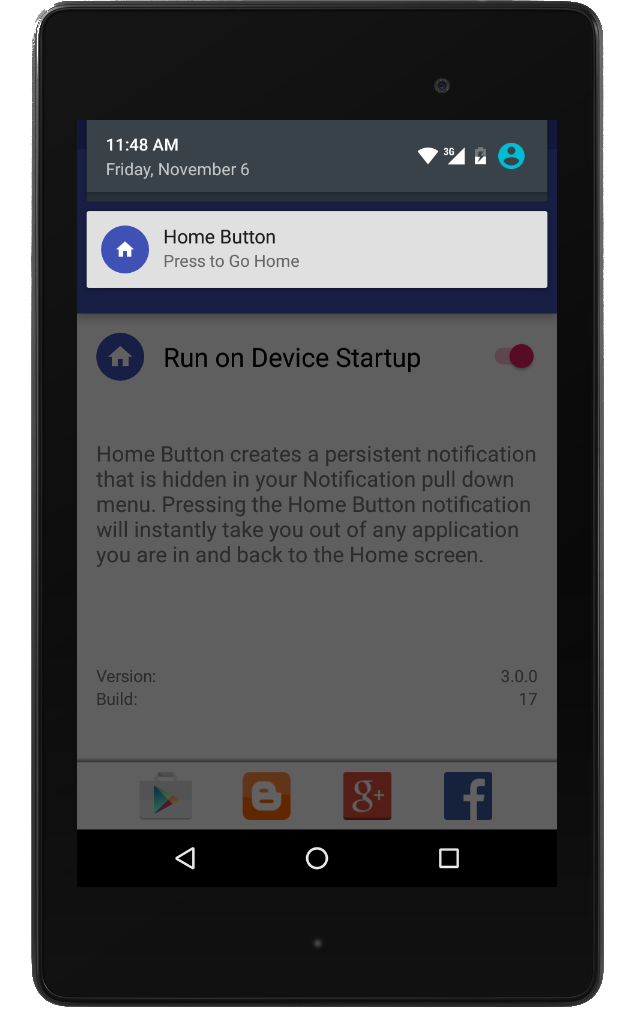 11:48 AM
Friday, November 6
3G
Home Button
Press to Go Home
Run on Device Startup
Home Button creates a persistent notification
that is hidden in your Notification pull down
menu. Pressing the Home Button notification
will instantly take you out of any application
you are in and back to the Home screen.
Version: 3.0.0
Build: 17
g+